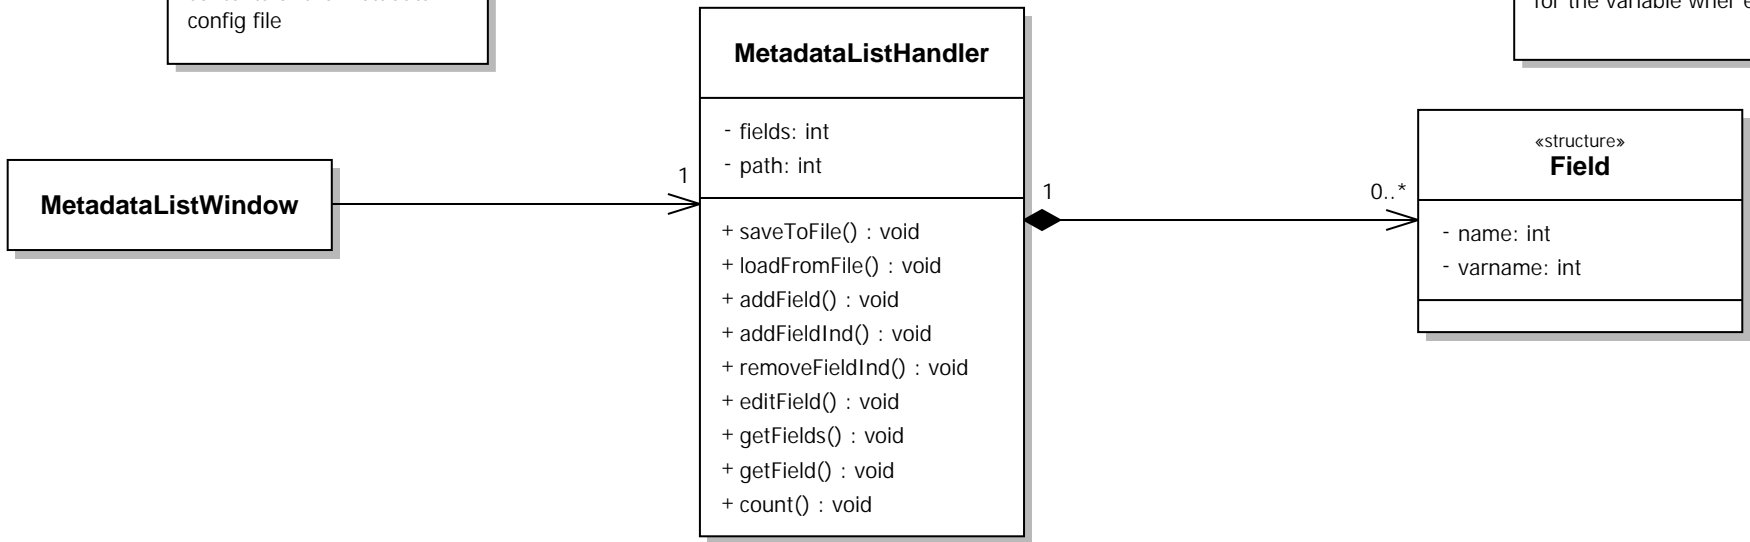 config file
for the variable wher e
MetadataListHandler
- fields: int
- path: int
+ saveToFile() : void
+ loadFromFile() : void
+ addField() : void
+ addFieldInd() : void
+ removeFieldInd() : void
+ editField() : void
+ getFields() : void
+ getField() : void
+ count() : void
MetadataListWindow
1
1
0..*
«structure»
Field
- name: int
- varname: int